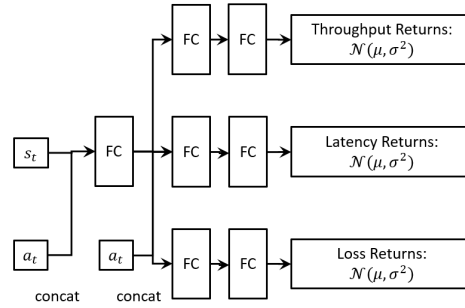 FC
FC
Throughput Returns:
𝒩(μ, σ²)
s_t
FC
FC
FC
Latency Returns:
𝒩(μ, σ²)
a_t
a_t
FC
FC
Loss Returns:
𝒩(μ, σ²)
concat
concat